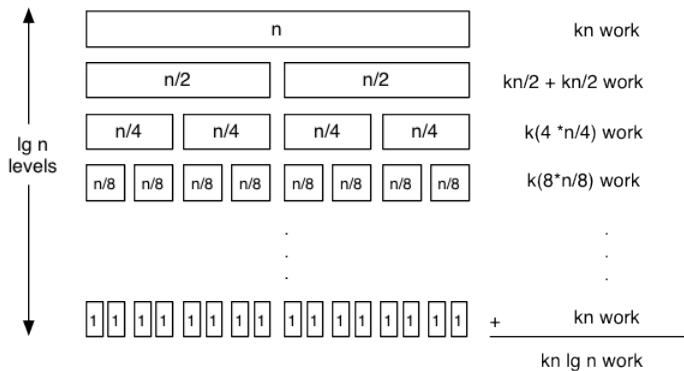 n kn work
n/2 n/2 kn/2 + kn/2 work
n/4 n/4 n/4 n/4 k(4 *n/4) work
lg n
levels
n/8 n/8 n/8 n/8 n/8 n/8 n/8 n/8 k(8*n/8) work
. .
. .
. .
1 1 1 1 1 1 1 1 1 1 1 1 1 1 1 1 + kn work
kn lg n work